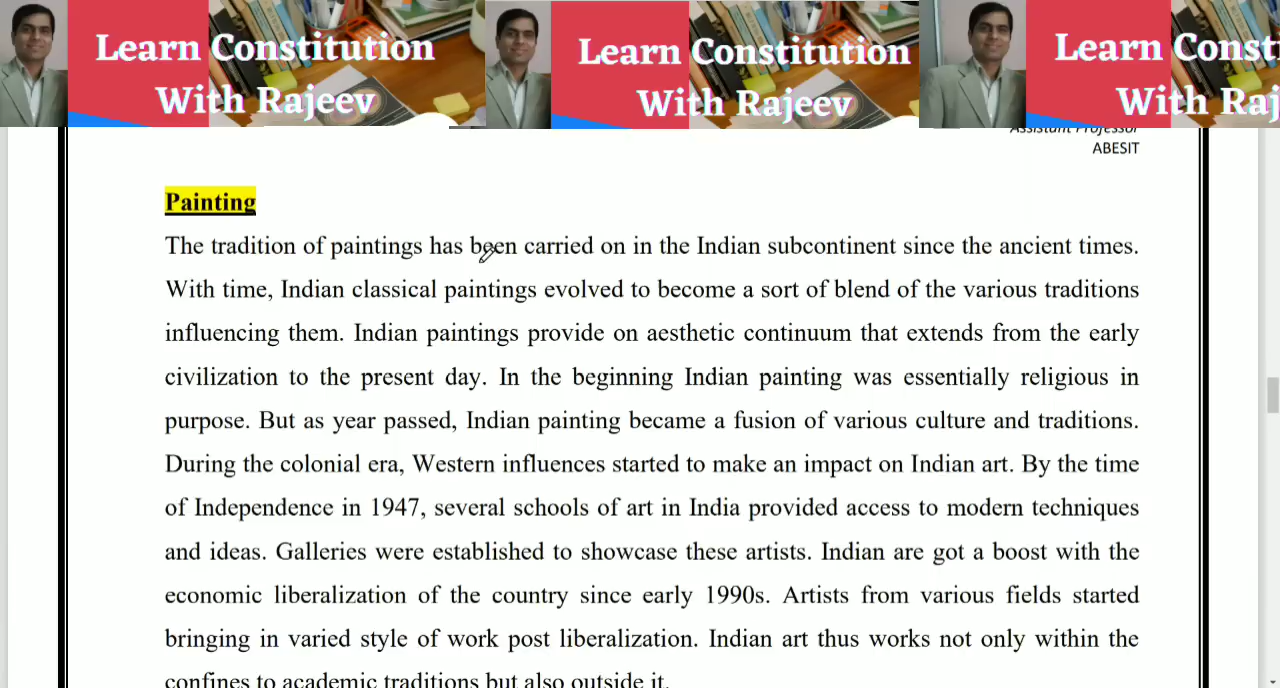 Learn Constitution
With Rajeev
Learn Constitution
With Rajeev
Learn Consti
With Raj
Assistant Professor
ABESIT
Painting
The tradition of paintings has been carried on in the Indian subcontinent since the ancient times.
With time, Indian classical paintings evolved to become a sort of blend of the various traditions
influencing them. Indian paintings provide on aesthetic continuum that extends from the early
civilization to the present day. In the beginning Indian painting was essentially religious in
purpose. But as year passed, Indian painting became a fusion of various culture and traditions.
During the colonial era, Western influences started to make an impact on Indian art. By the time
of Independence in 1947, several schools of art in India provided access to modern techniques
and ideas. Galleries were established to showcase these artists. Indian are got a boost with the
economic liberalization of the country since early 1990s. Artists from various fields started
bringing in varied style of work post liberalization. Indian art thus works not only within the
confines to academic traditions but also outside it.